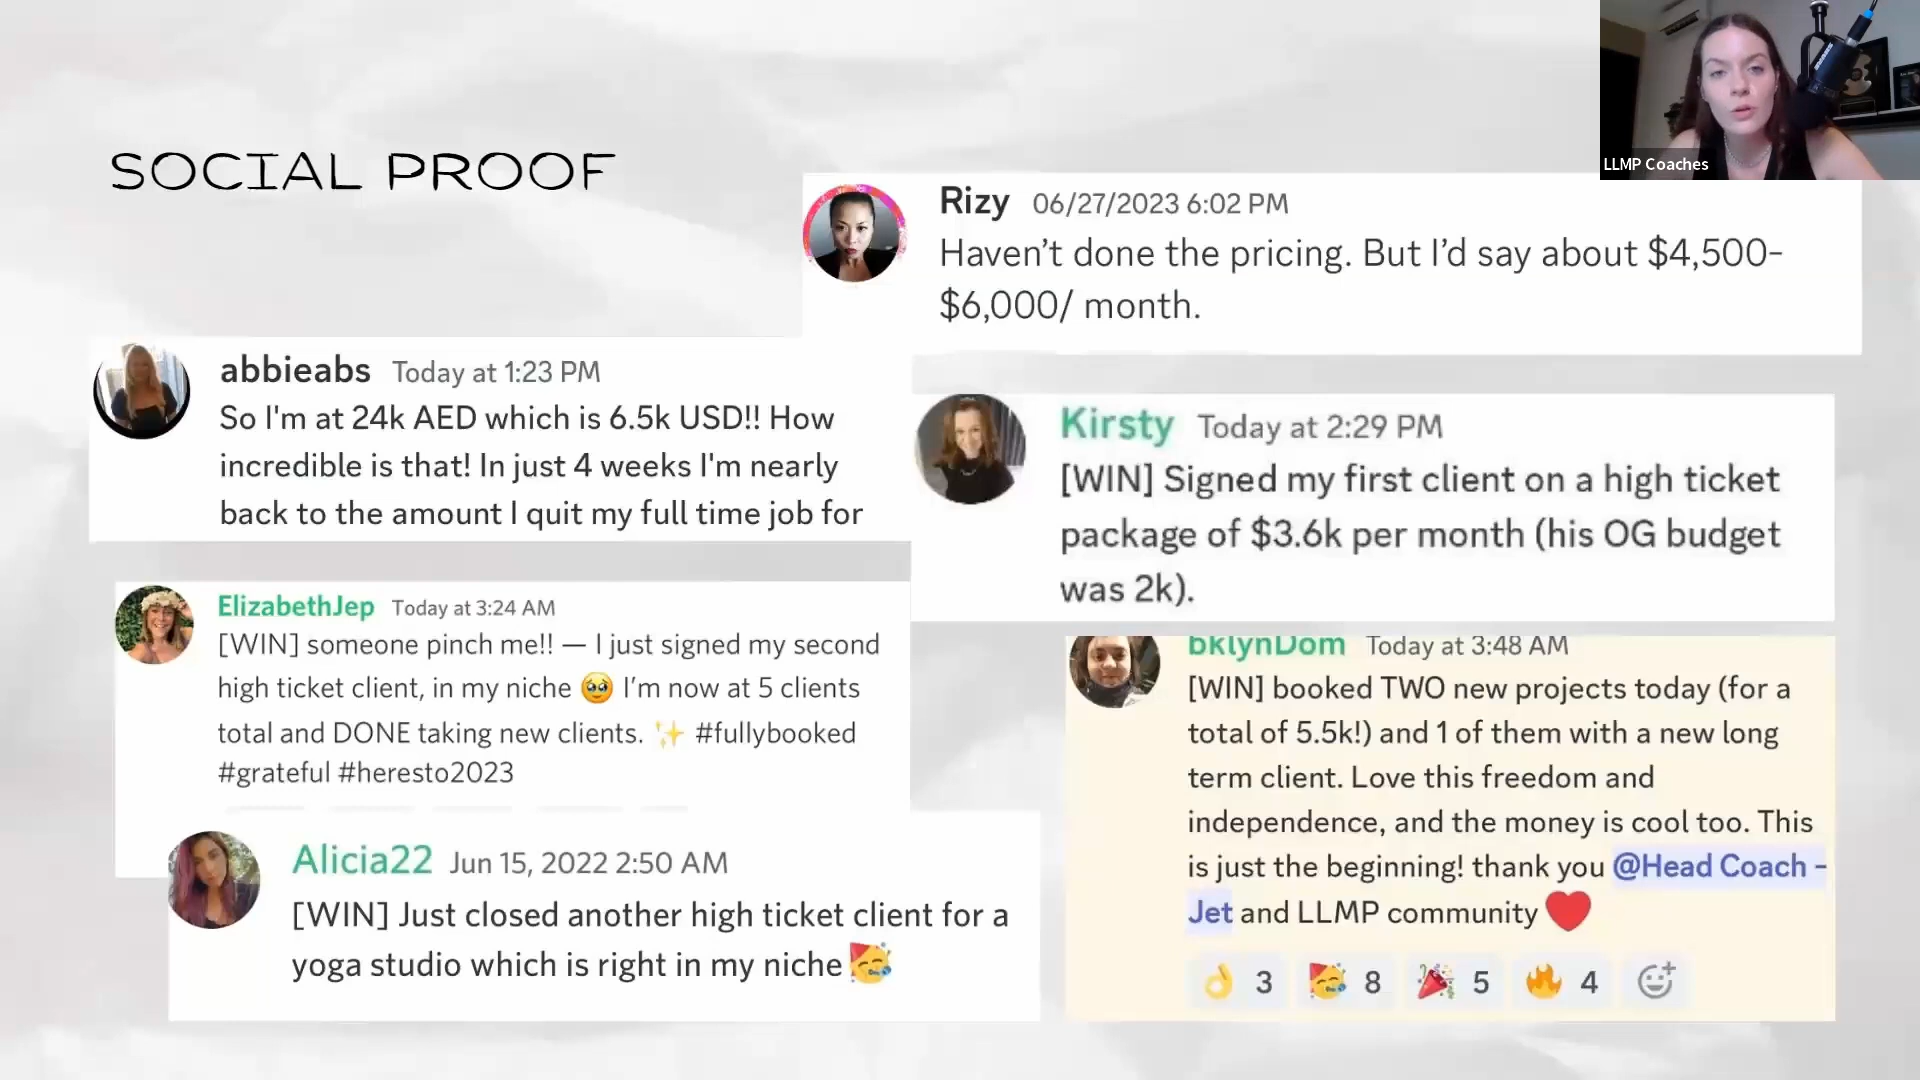 SOCIAL PROOF
LLMP Coaches
Rizy 06/27/2023 6:02 PM
Haven’t done the pricing. But I’d say about $4,500-
$6,000/ month.
abbieabs Today at 1:23 PM
So I'm at 24k AED which is 6.5k USD!! How
incredible is that! In just 4 weeks I'm nearly
back to the amount I quit my full time job for
Kirsty Today at 2:29 PM
[WIN] Signed my first client on a high ticket
package of $3.6k per month (his OG budget
was 2k).
ElizabethJep Today at 3:24 AM
[WIN] someone pinch me!! — I just signed my second
high ticket client, in my niche 🥹 I’m now at 5 clients
total and DONE taking new clients. ✨ #fullybooked
#grateful #heresto2023
bklynDom Today at 3:48 AM
[WIN] booked TWO new projects today (for a
total of 5.5k!) and 1 of them with a new long
term client. Love this freedom and
independence, and the money is cool too. This
is just the beginning! thank you @Head Coach -
Jet and LLMP community ❤️
👌 3 🥳 8 🎉 5 🔥 4
Alicia22 Jun 15, 2022 2:50 AM
[WIN] Just closed another high ticket client for a
yoga studio which is right in my niche 🥳